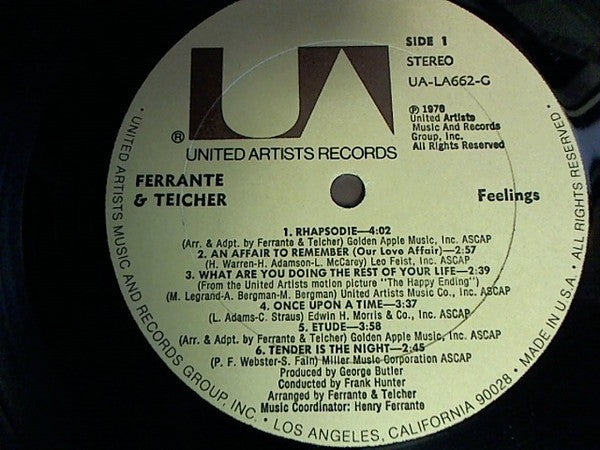 UA
SIDE 1
STEREO
UA-LA662-G
℗ 1976
United Artists
Music And Records
Group, Inc.
All Rights Reserved
®
UNITED ARTISTS RECORDS
FERRANTE
& TEICHER
Feelings
1. RHAPSODIE—4:02
(Arr. & Adpt. by Ferrante & Teicher) Golden Apple Music, Inc. ASCAP
2. AN AFFAIR TO REMEMBER (Our Love Affair)—2:57
(H. Warren-H. Adamson-L. McCarey) Leo Feist, Inc. ASCAP
3. WHAT ARE YOU DOING THE REST OF YOUR LIFE—2:39
(From the United Artists motion picture "The Happy Ending")
(M. Legrand-A. Bergman-M. Bergman) United Artists Music Co., Inc. ASCAP
4. ONCE UPON A TIME—3:37
(L. Adams-C. Straus) Edwin H. Morris & Co., Inc. ASCAP
5. ETUDE—3:58
(Arr. & Adpt. by Ferrante & Teicher) Golden Apple Music, Inc. ASCAP
6. TENDER IS THE NIGHT—2:45
(P. F. Webster-S. Fain) Miller Music Corporation ASCAP
Produced by George Butler
Conducted by Frank Hunter
Arranged by Ferrante & Teicher
Music Coordinator: Henry Ferrante
• UNITED ARTISTS MUSIC AND RECORDS GROUP, INC. • LOS ANGELES, CALIFORNIA 90028 • MADE IN U.S.A. • ALL RIGHTS RESERVED •